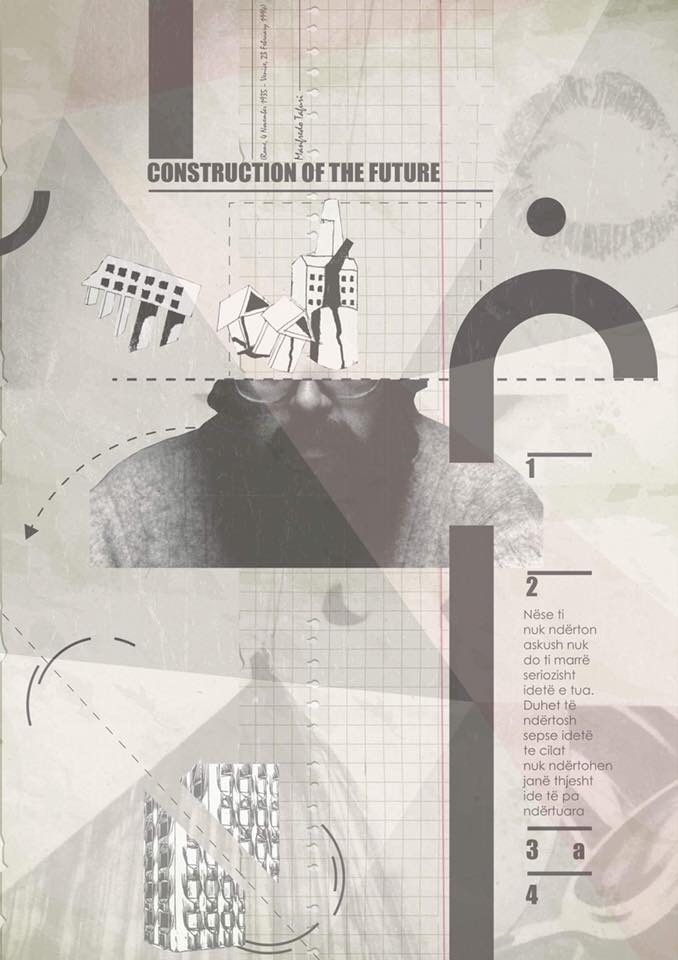 (Rome, 4 November 1935 - Venice, 23 February 1994)
Manfredo Tafuri
CONSTRUCTION OF THE FUTURE
1
2
Nëse ti
nuk ndërton
askush nuk
do ti marrë
seriozisht
idetë e tua.
Duhet të
ndërtosh
sepse idetë
te cilat
nuk ndërtohen
janë thjesht
ide të pa
ndërtuara
3 a
4